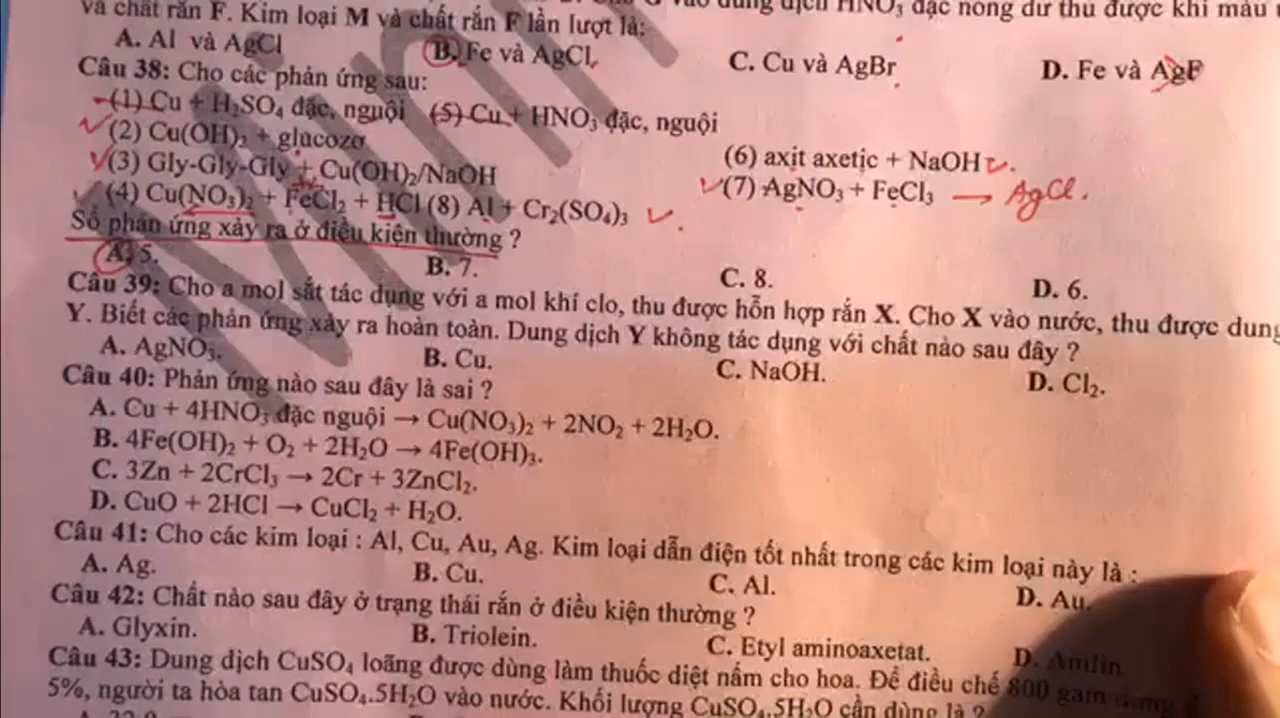 và chất rắn F. Kim loại M và chất rắn F lần lượt là:
A. Al và AgCl B. Fe và AgCl. C. Cu và AgBr D. Fe và AgF
Câu 38: Cho các phản ứng sau:
(1) Cu + H₂SO₄ đặc, nguội (5) Cu + HNO₃ đặc, nguội
(2) Cu(OH)₂ + glucozơ (6) axit axetic + NaOH
(3) Gly-Gly-Gly + Cu(OH)₂/NaOH (7) AgNO₃ + FeCl₃ → AgCl.
(4) Cu(NO₃)₂ + FeCl₂ + HCl (8) Al + Cr₂(SO₄)₃
Số phản ứng xảy ra ở điều kiện thường ?
A. 5. B. 7. C. 8. D. 6.
Câu 39: Cho a mol sắt tác dụng với a mol khí clo, thu được hỗn hợp rắn X. Cho X vào nước, thu được dung
Y. Biết các phản ứng xảy ra hoàn toàn. Dung dịch Y không tác dụng với chất nào sau đây ?
A. AgNO₃. B. Cu. C. NaOH. D. Cl₂.
Câu 40: Phản ứng nào sau đây là sai ?
A. Cu + 4HNO₃ đặc nguội → Cu(NO₃)₂ + 2NO₂ + 2H₂O.
B. 4Fe(OH)₂ + O₂ + 2H₂O → 4Fe(OH)₃.
C. 3Zn + 2CrCl₃ → 2Cr + 3ZnCl₂.
D. CuO + 2HCl → CuCl₂ + H₂O.
Câu 41: Cho các kim loại : Al, Cu, Au, Ag. Kim loại dẫn điện tốt nhất trong các kim loại này là :
A. Ag. B. Cu. C. Al. D. Au.
Câu 42: Chất nào sau đây ở trạng thái rắn ở điều kiện thường ?
A. Glyxin. B. Triolein. C. Etyl aminoaxetat. D. Anilin
Câu 43: Dung dịch CuSO₄ loãng được dùng làm thuốc diệt nấm cho hoa. Để điều chế 800 gam dung
5%, người ta hòa tan CuSO₄.5H₂O vào nước. Khối lượng CuSO₄.5H₂O cần dùng là ?